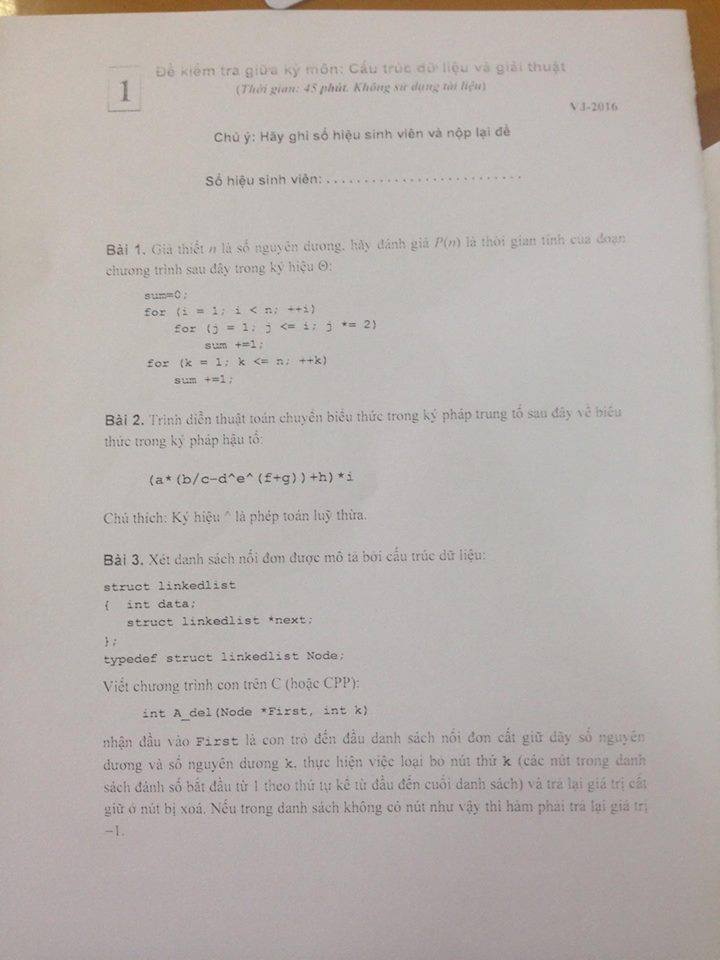 1
Đề kiểm tra giữa kỳ môn: Cấu trúc dữ liệu và giải thuật
(Thời gian: 45 phút. Không sử dụng tài liệu)
VJ-2016
Chú ý: Hãy ghi số hiệu sinh viên và nộp lại đề
Số hiệu sinh viên: . . . . . . . . . . . . . . . . . . . . . . . . . .
Bài 1. Giả thiết n là số nguyên dương, hãy đánh giá P(n) là thời gian tính của đoạn
chương trình sau đây trong ký hiệu Θ:
sum=0;
for (i = 1; i < n; ++i)
for (j = 1; j <= i; j *= 2)
sum +=1;
for (k = 1; k <= n; ++k)
sum +=1;
Bài 2. Trình diễn thuật toán chuyển biểu thức trong ký pháp trung tố sau đây về biểu
thức trong ký pháp hậu tố:
(a*(b/c-d^e^(f+g))+h)*i
Chú thích: Ký hiệu ^ là phép toán luỹ thừa.
Bài 3. Xét danh sách nối đơn được mô tả bởi cấu trúc dữ liệu:
struct linkedlist
{ int data;
struct linkedlist *next;
};
typedef struct linkedlist Node;
Viết chương trình con trên C (hoặc CPP):
int A_del(Node *First, int k)
nhận đầu vào First là con trỏ đến đầu danh sách nối đơn cất giữ dãy số nguyên
dương và số nguyên dương k, thực hiện việc loại bỏ nút thứ k (các nút trong danh
sách đánh số bắt đầu từ 1 theo thứ tự kể từ đầu đến cuối danh sách) và trả lại giá trị cất
giữ ở nút bị xoá. Nếu trong danh sách không có nút như vậy thì hàm phải trả lại giá trị
−1.